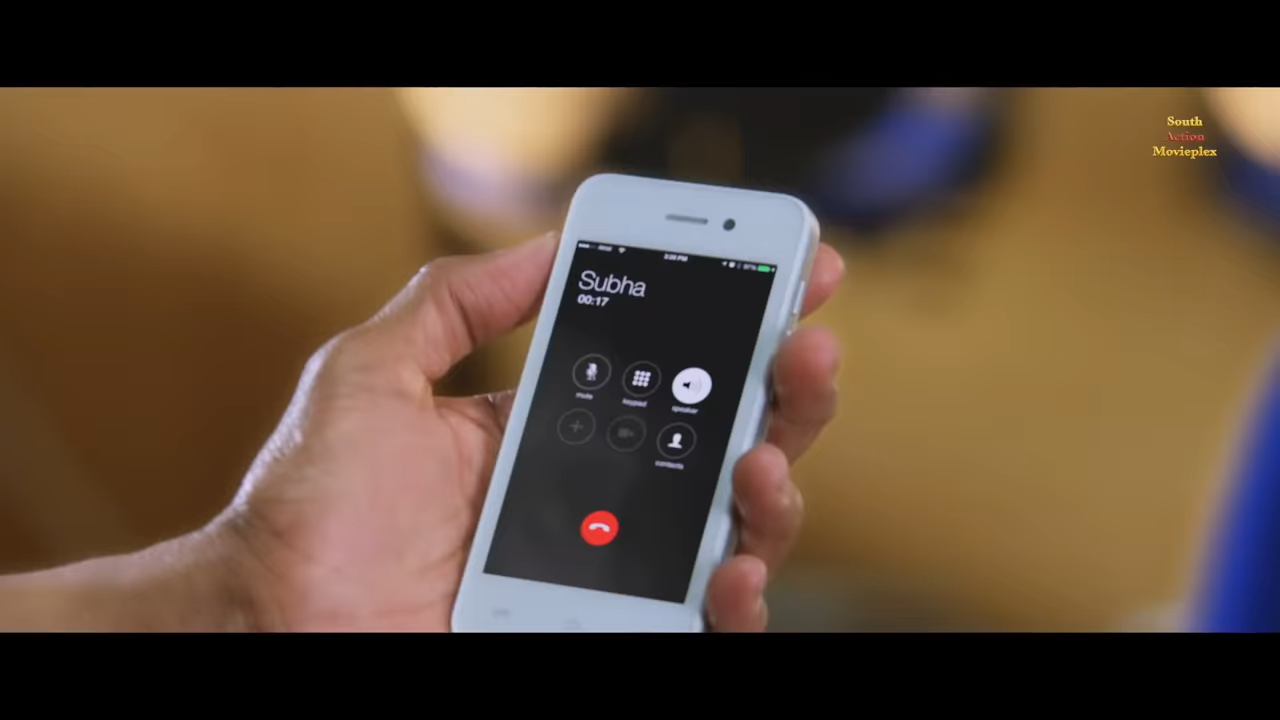 South
Action
Movieplex
Subha
00:17
mute
keypad
speaker
contacts